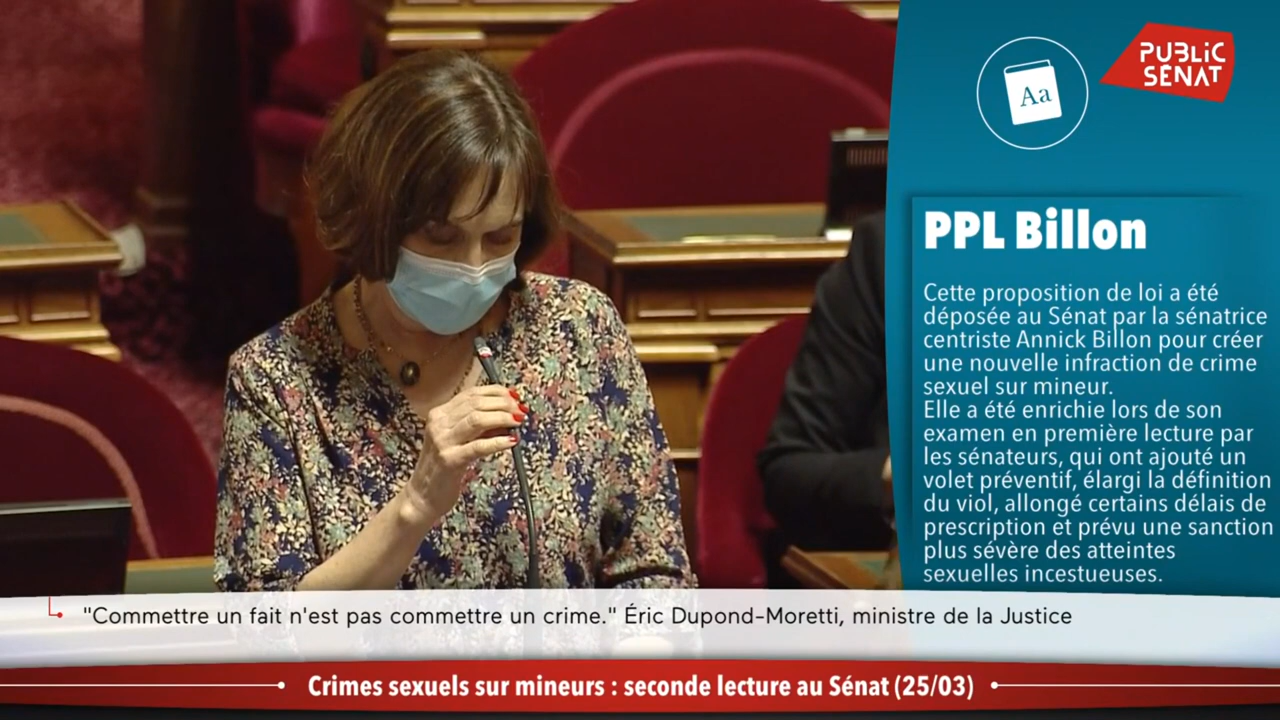 Aa
PUBLIC
SÉNAT
PPL Billon
Cette proposition de loi a été
déposée au Sénat par la sénatrice
centriste Annick Billon pour créer
une nouvelle infraction de crime
sexuel sur mineur.
Elle a été enrichie lors de son
examen en première lecture par
les sénateurs, qui ont ajouté un
volet préventif, élargi la définition
du viol, allongé certains délais de
prescription et prévu une sanction
plus sévère des atteintes
sexuelles incestueuses.
"Commettre un fait n'est pas commettre un crime." Éric Dupond-Moretti, ministre de la Justice
Crimes sexuels sur mineurs : seconde lecture au Sénat (25/03)